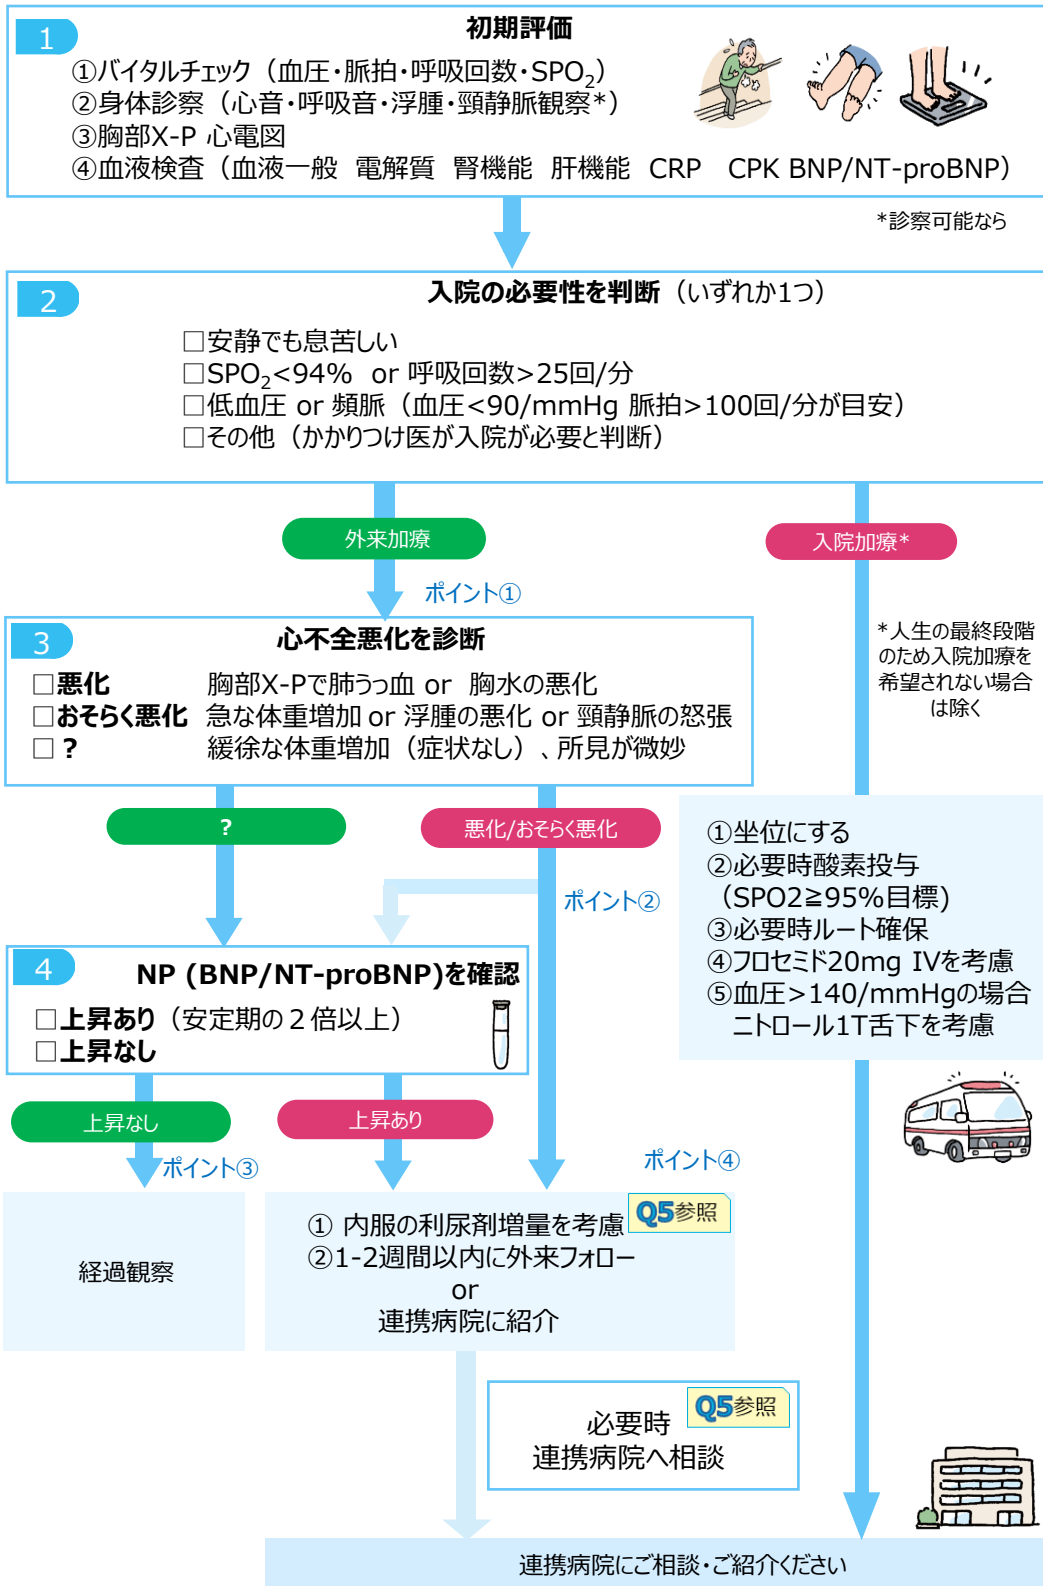 1
初期評価
①バイタルチェック（血圧・脈拍・呼吸回数・SPO2）
②身体診察（心音・呼吸音・浮腫・頸静脈観察*）
③胸部X-P 心電図
④血液検査（血液一般 電解質 腎機能 肝機能 CRP CPK BNP/NT-proBNP）
*診察可能なら
2
入院の必要性を判断（いずれか1つ）
□安静でも息苦しい
□SPO2<94% or 呼吸回数>25回/分
□低血圧 or 頻脈（血圧<90/mmHg 脈拍>100回/分が目安）
□その他（かかりつけ医が入院が必要と判断）
外来加療
入院加療*
ポイント①
*人生の最終段階
のため入院加療を
希望されない場合
は除く
3
心不全悪化を診断
□悪化 胸部X-Pで肺うっ血 or 胸水の悪化
□おそらく悪化 急な体重増加 or 浮腫の悪化 or 頸静脈の怒張
□？ 緩徐な体重増加（症状なし）、所見が微妙
？
悪化/おそらく悪化
ポイント②
①坐位にする
②必要時酸素投与
（SPO2≧95%目標)
③必要時ルート確保
④フロセミド20mg IVを考慮
⑤血圧>140/mmHgの場合
ニトロール1T舌下を考慮
4
NP (BNP/NT-proBNP)を確認
□上昇あり（安定期の２倍以上）
□上昇なし
上昇なし
上昇あり
ポイント③
ポイント④
経過観察
① 内服の利尿剤増量を考慮 Q5参照
②1-2週間以内に外来フォロー
or
連携病院に紹介
Q5参照
必要時
連携病院へ相談
連携病院にご相談・ご紹介ください